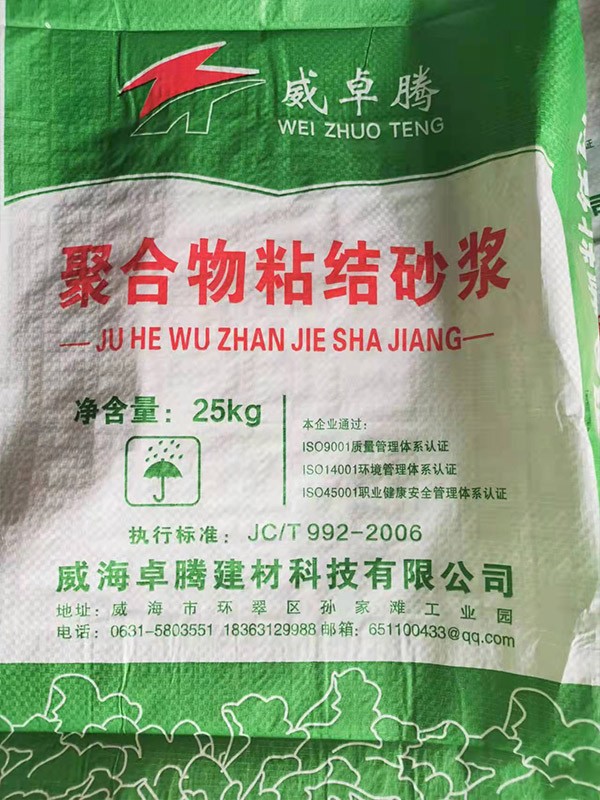 威卓腾
WEI ZHUO TENG
聚合物粘结砂浆
JU HE WU ZHAN JIE SHA JIANG
净含量：25kg
本企业通过：
ISO9001质量管理体系认证
ISO14001环境管理体系认证
ISO45001职业健康安全管理体系认证
执行标准：JC/T 992-2006
威海卓腾建材科技有限公司
地址：威海市环翠区孙家滩工业园
电话：0631-5803551 18363129988 邮箱：651100433@qq.com